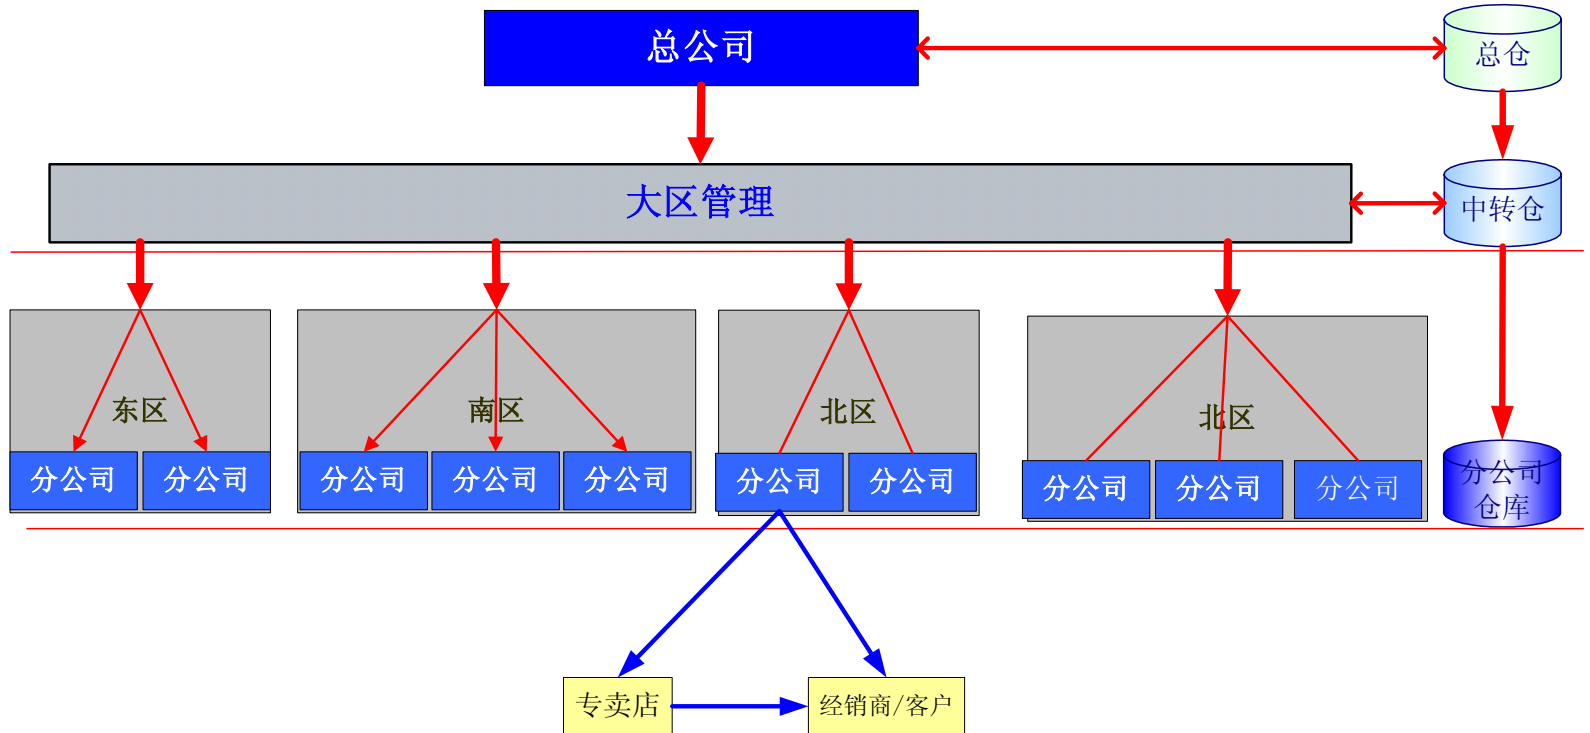 总公司
总仓
大区管理
中转仓
东区
南区
北区
北区
分公司
分公司
分公司
分公司
分公司
分公司
分公司
分公司
分公司
分公司
分公司
仓库
专卖店
经销商/客户